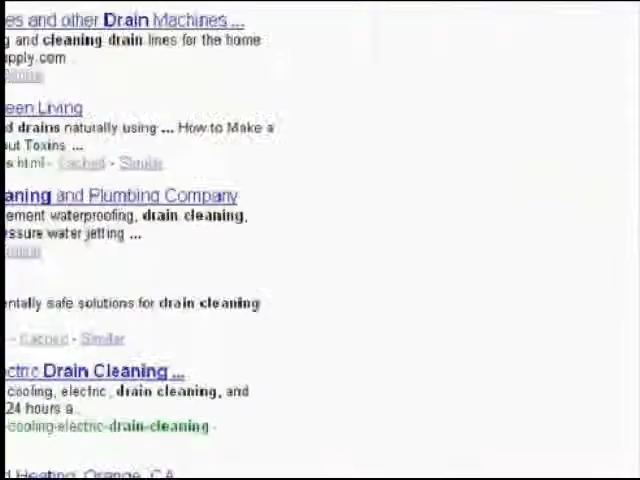 es and other Drain Machines ...
g and cleaning drain lines for the home
pply.com
Similar
een Living
d drains naturally using ... How to Make a
ut Toxins ...
s.html - Cached - Similar
aning and Plumbing Company
ement waterproofing, drain cleaning,
ssure water jetting ...
entally safe solutions for drain cleaning
- Cached - Similar
ctric Drain Cleaning ...
cooling, electric, drain cleaning, and
24 hours a
-cooling-electric-drain-cleaning -
d Heating, Orange, CA